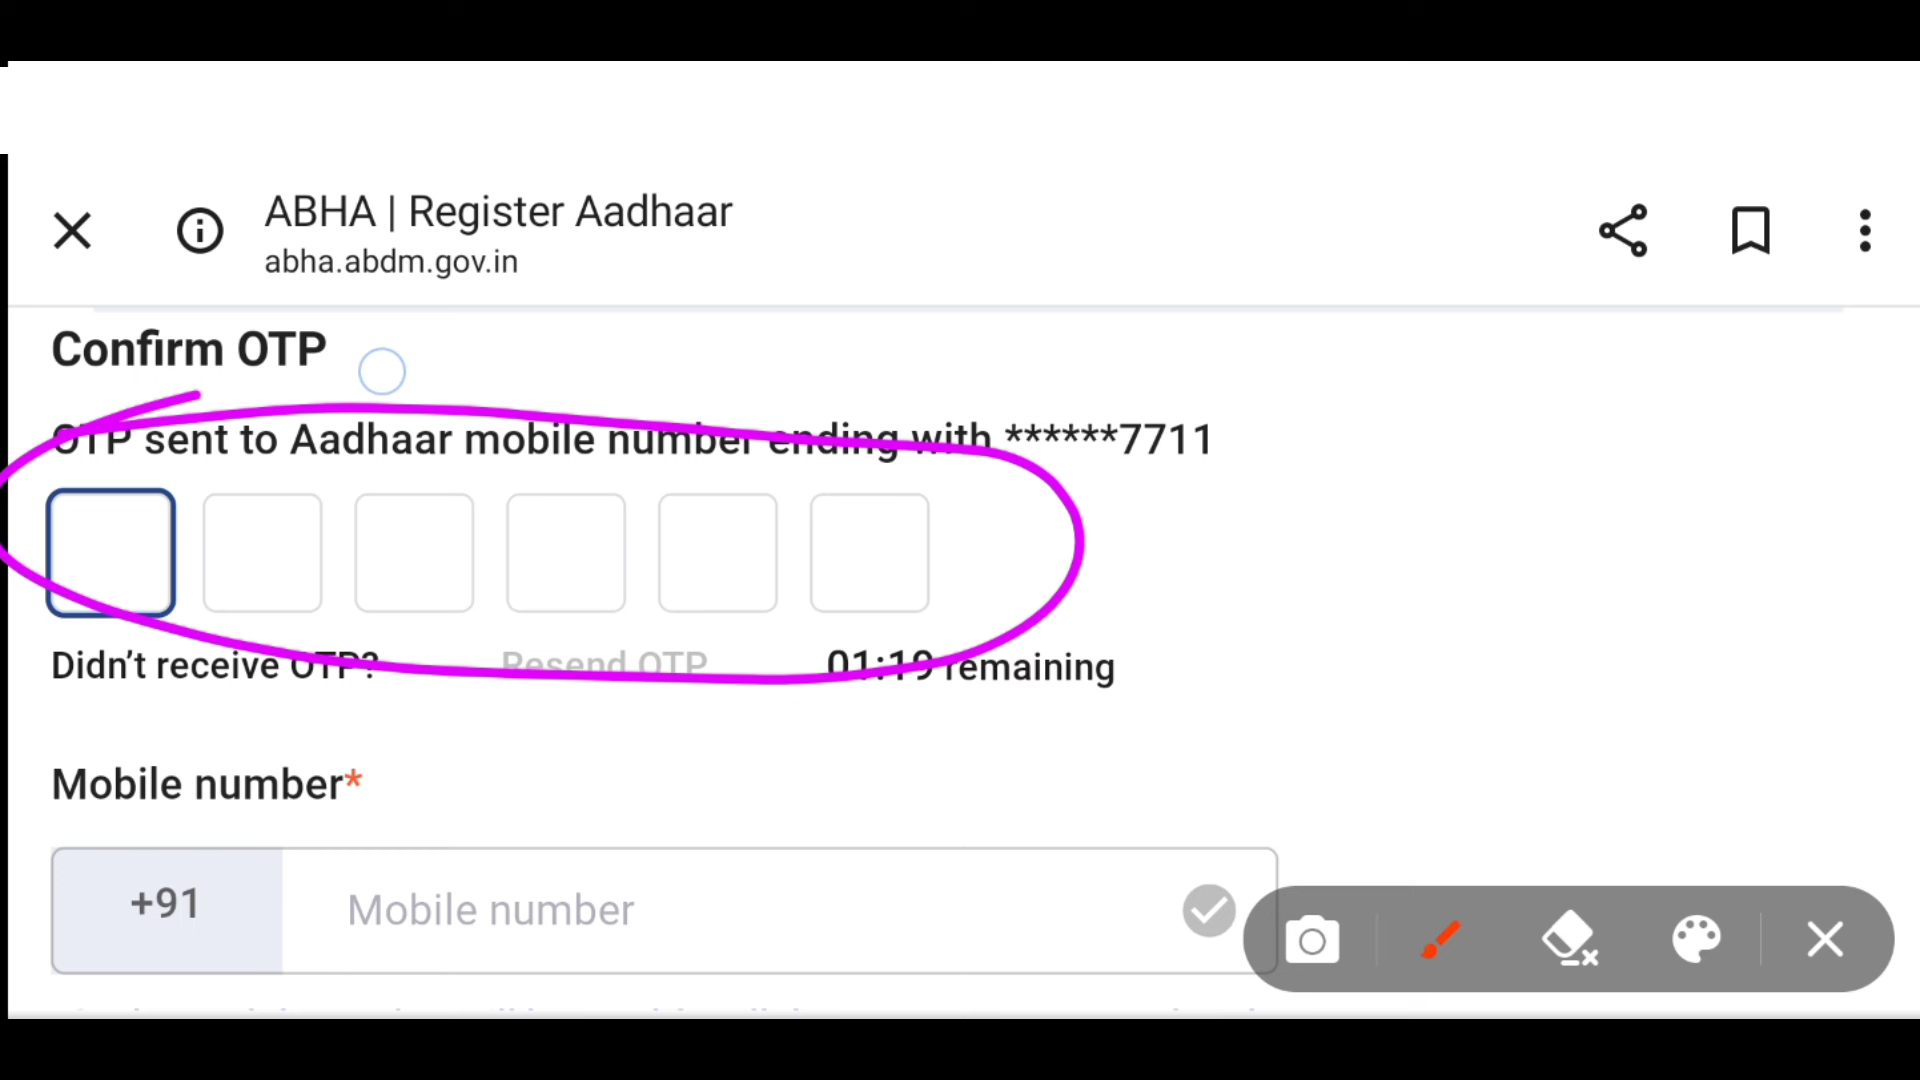 ABHA | Register Aadhaar
abha.abdm.gov.in
Confirm OTP
OTP sent to Aadhaar mobile number ending with ******7711
Didn't receive OTP? Resend OTP 01:19 remaining
Mobile number*
+91 Mobile number